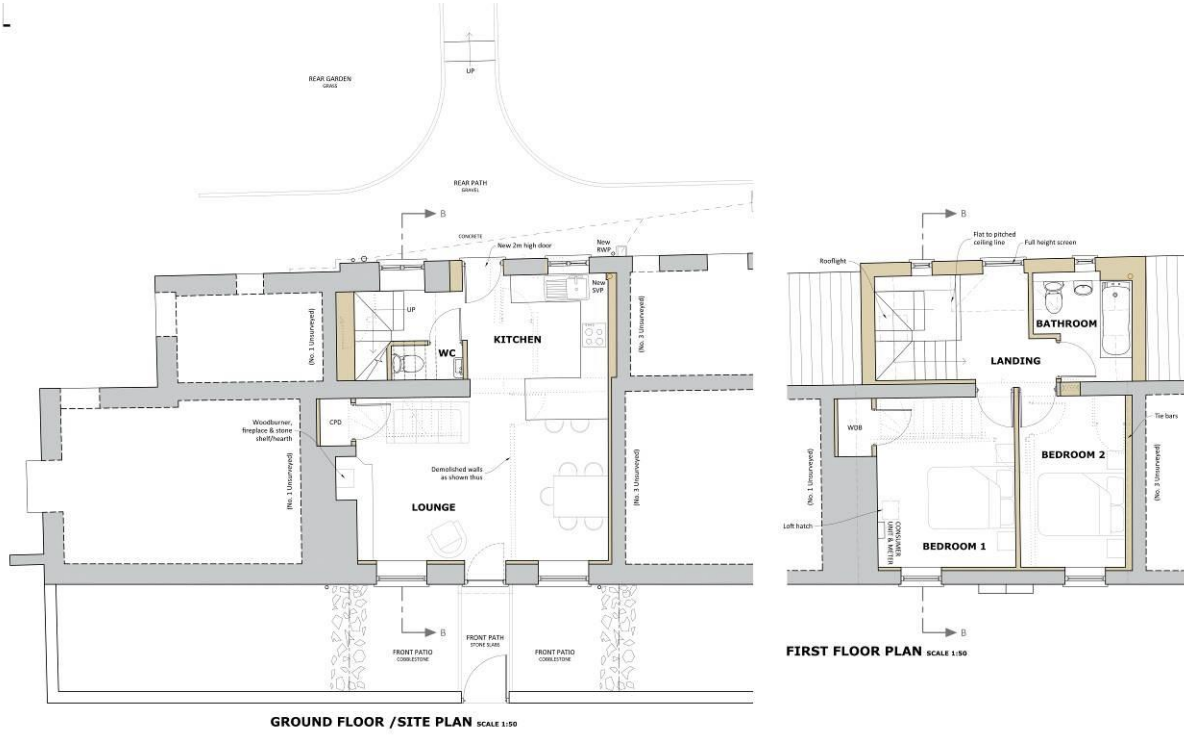 UP
REAR GARDEN
GRASS
REAR PATH
GRAVEL
B
CONCRETE
New 2m high door
New
RWP
New
SVP
UP
WC
KITCHEN
(No. 1 Unsurveyed)
(No. 3 Unsurveyed)
Woodburner,
fireplace & stone
shelf/hearth
CPD
(No. 1 Unsurveyed)
Demolished walls
as shown thus
LOUNGE
(No. 3 Unsurveyed)
B
FRONT PATIO
COBBLESTONE
FRONT PATH
STONE SLABS
FRONT PATIO
COBBLESTONE
GROUND FLOOR /SITE PLAN SCALE 1:50
B
Flat to pitched
ceiling line
Full height screen
Rooflight
BATHROOM
LANDING
WDB
Tie bars
BEDROOM 2
(No. 1 Unsurveyed)
(No. 3 Unsurveyed)
Loft hatch
CONSUMER
UNIT & METER
BEDROOM 1
B
FIRST FLOOR PLAN SCALE 1:50